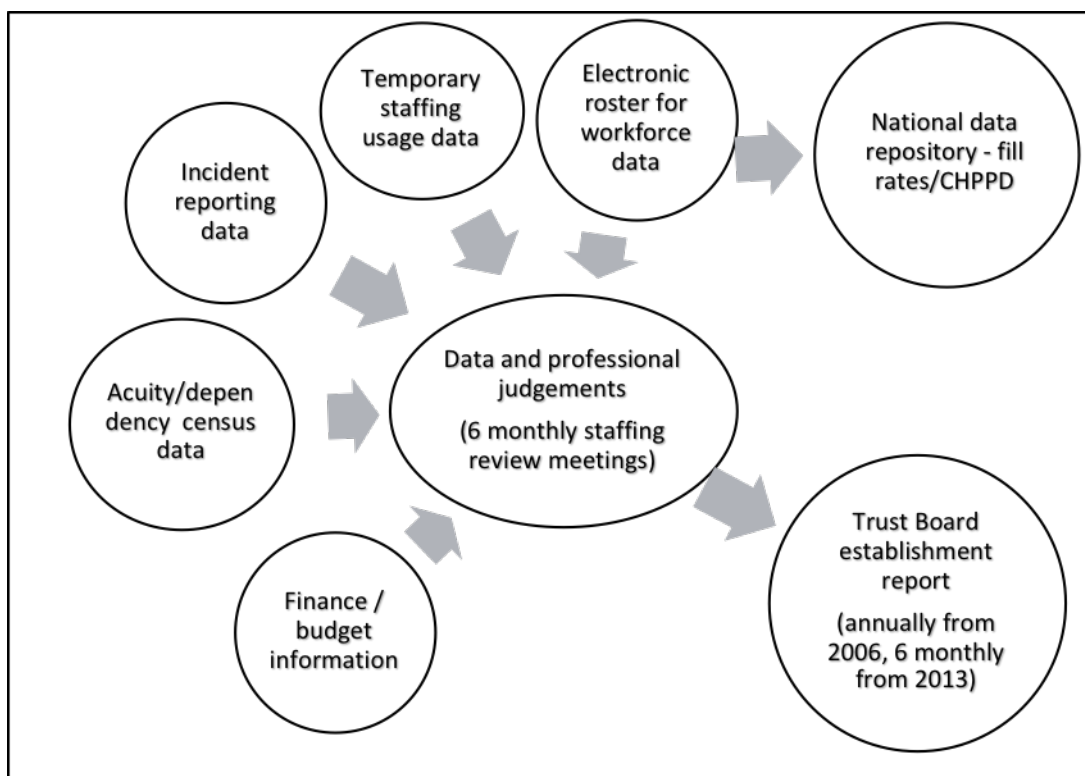 Temporary
staffing
usage data
Electronic
roster for
workforce
data
National data
repository - fill
rates/CHPPD
Incident
reporting
data
Acuity/depen
dency census
data
Data and professional
judgements
(6 monthly staffing
review meetings)
Finance /
budget
information
Trust Board
establishment
report
(annually from
2006, 6 monthly
from 2013)